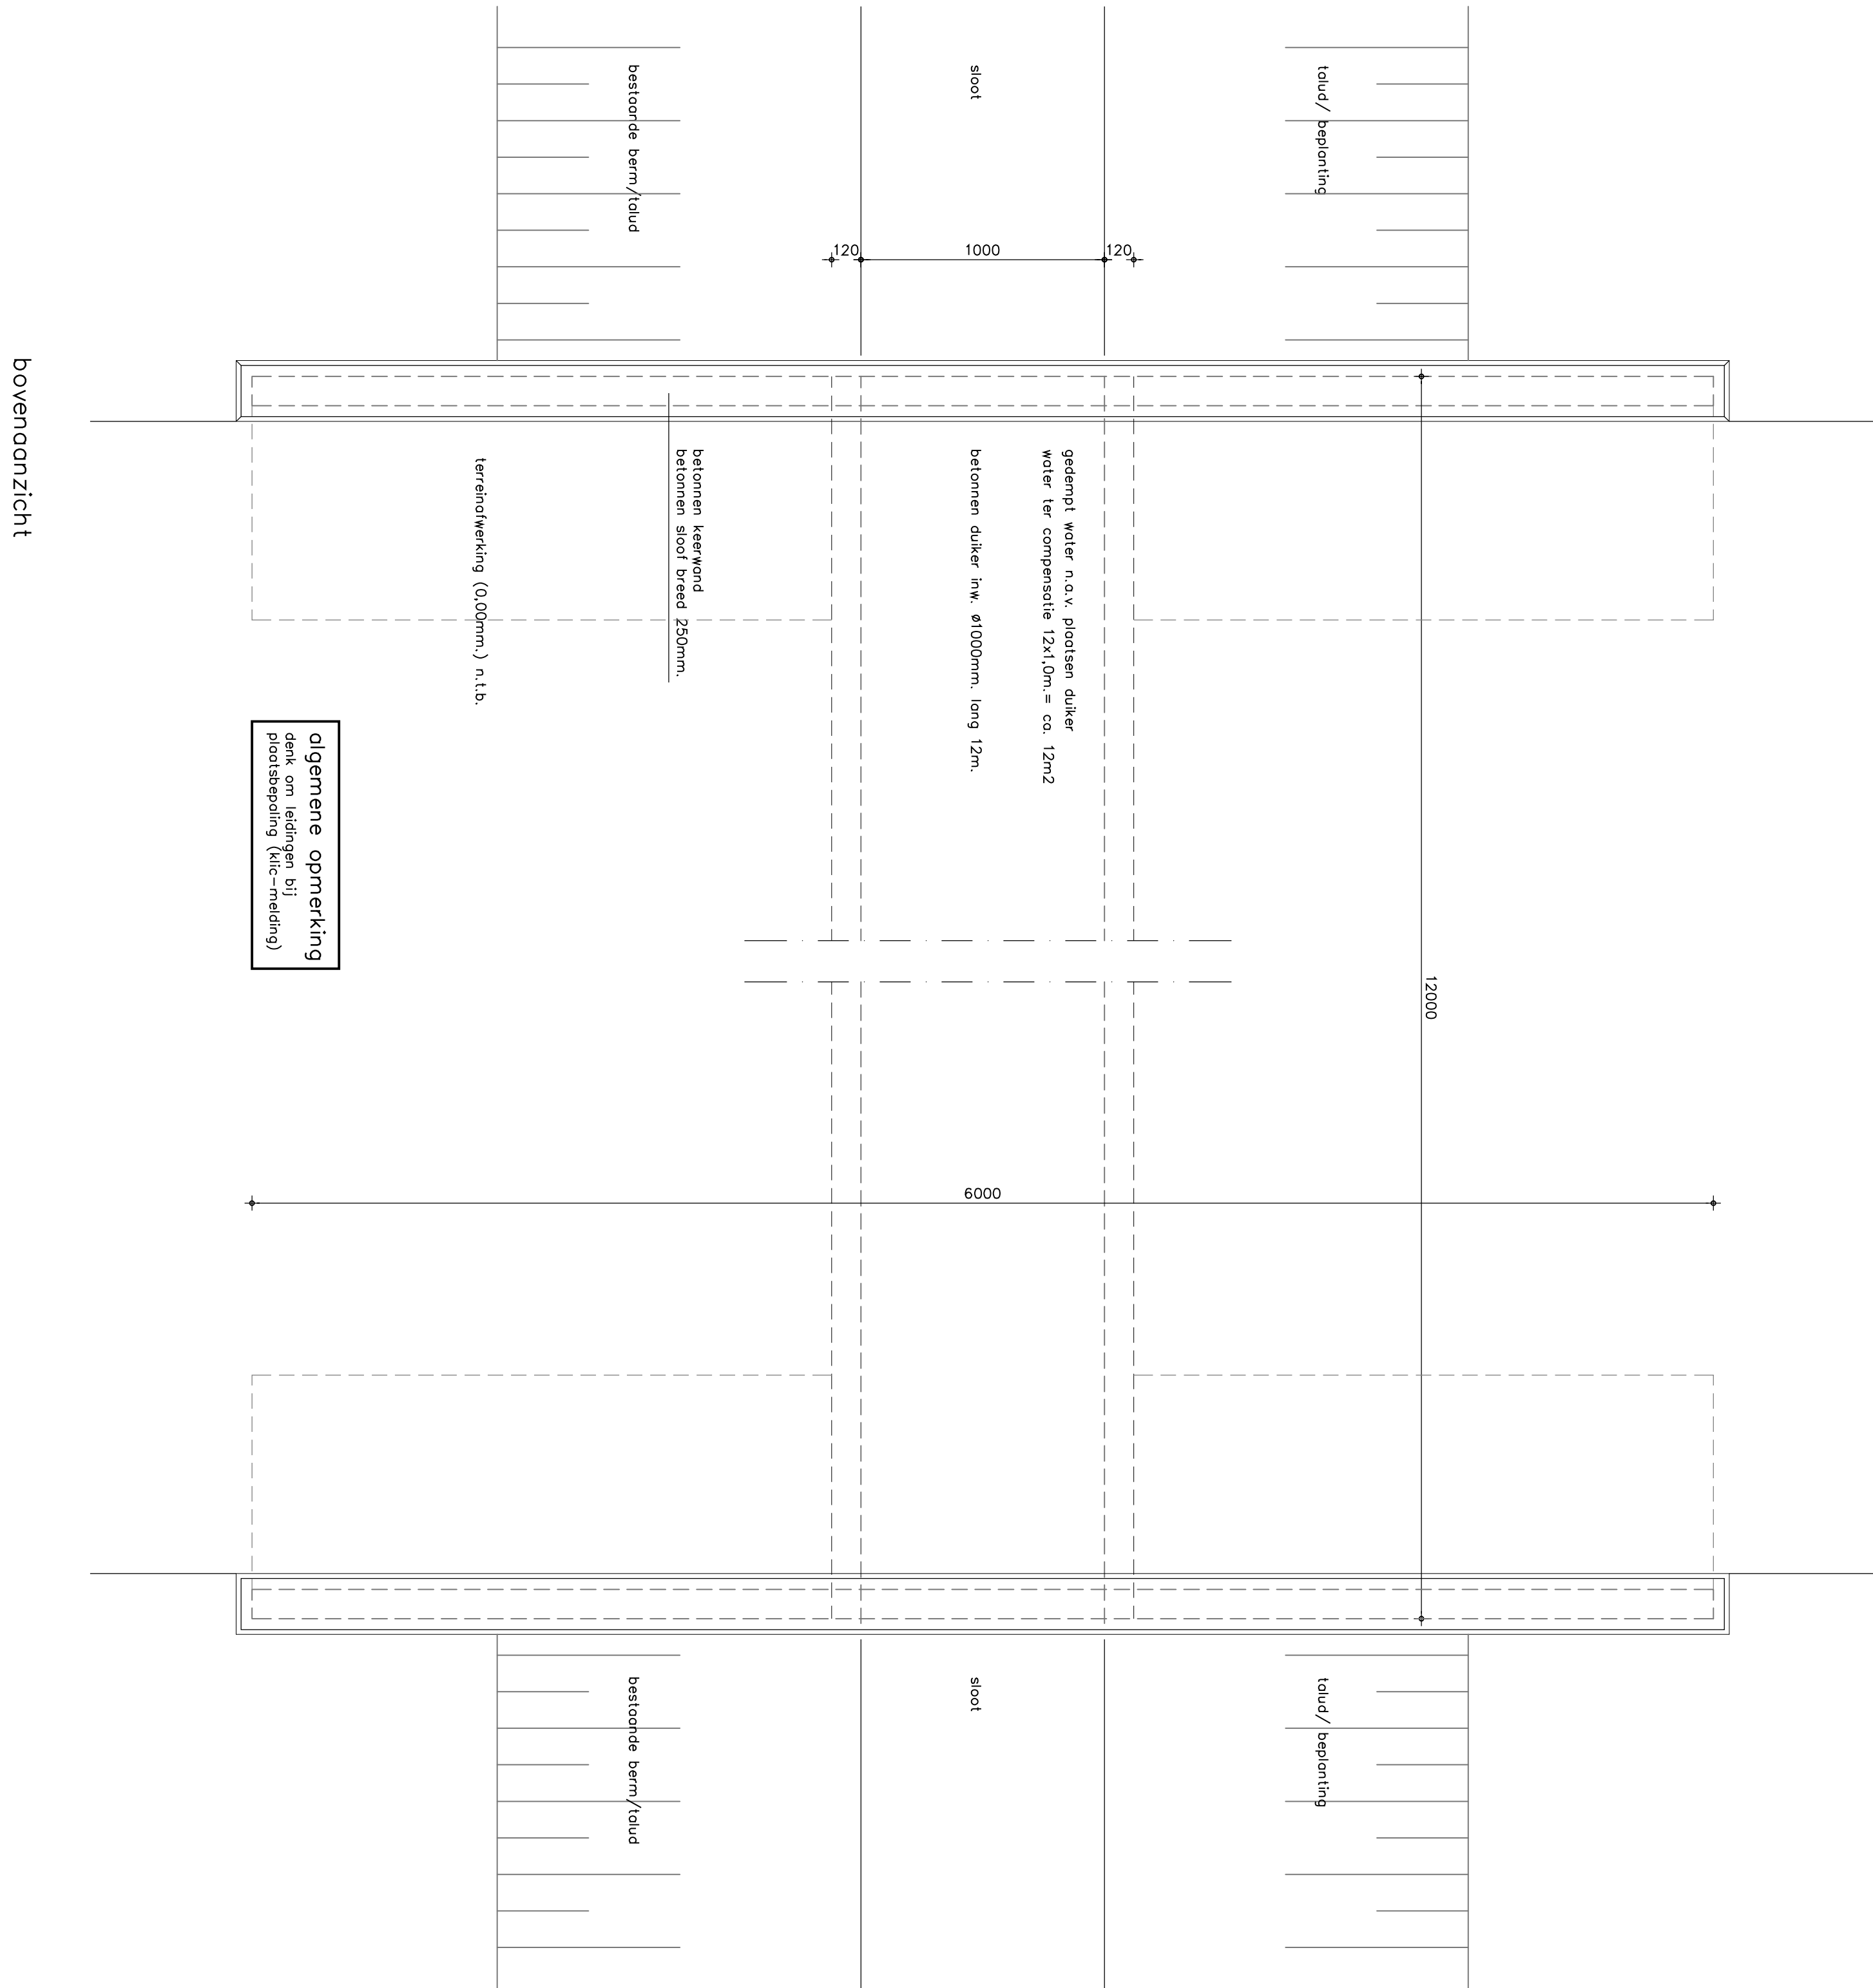 talud/ beplanting
sloot
bestaande berm/talud
120
1000
120
gedempt water n.a.v. plaatsen duiker
water ter compensatie 12x1,0m.= ca. 12m2
betonnen duiker inw. ø1000mm. lang 12m.
betonnen keerwand
betonnen sloof breed 250mm.
terreinafwerking (0,00mm.) n.t.b.
12000
6000
algemene opmerking
denk om leidingen bij
plaatsbepaling (klic-melding)
talud/ beplanting
sloot
bestaande berm/talud
bovenaanzicht